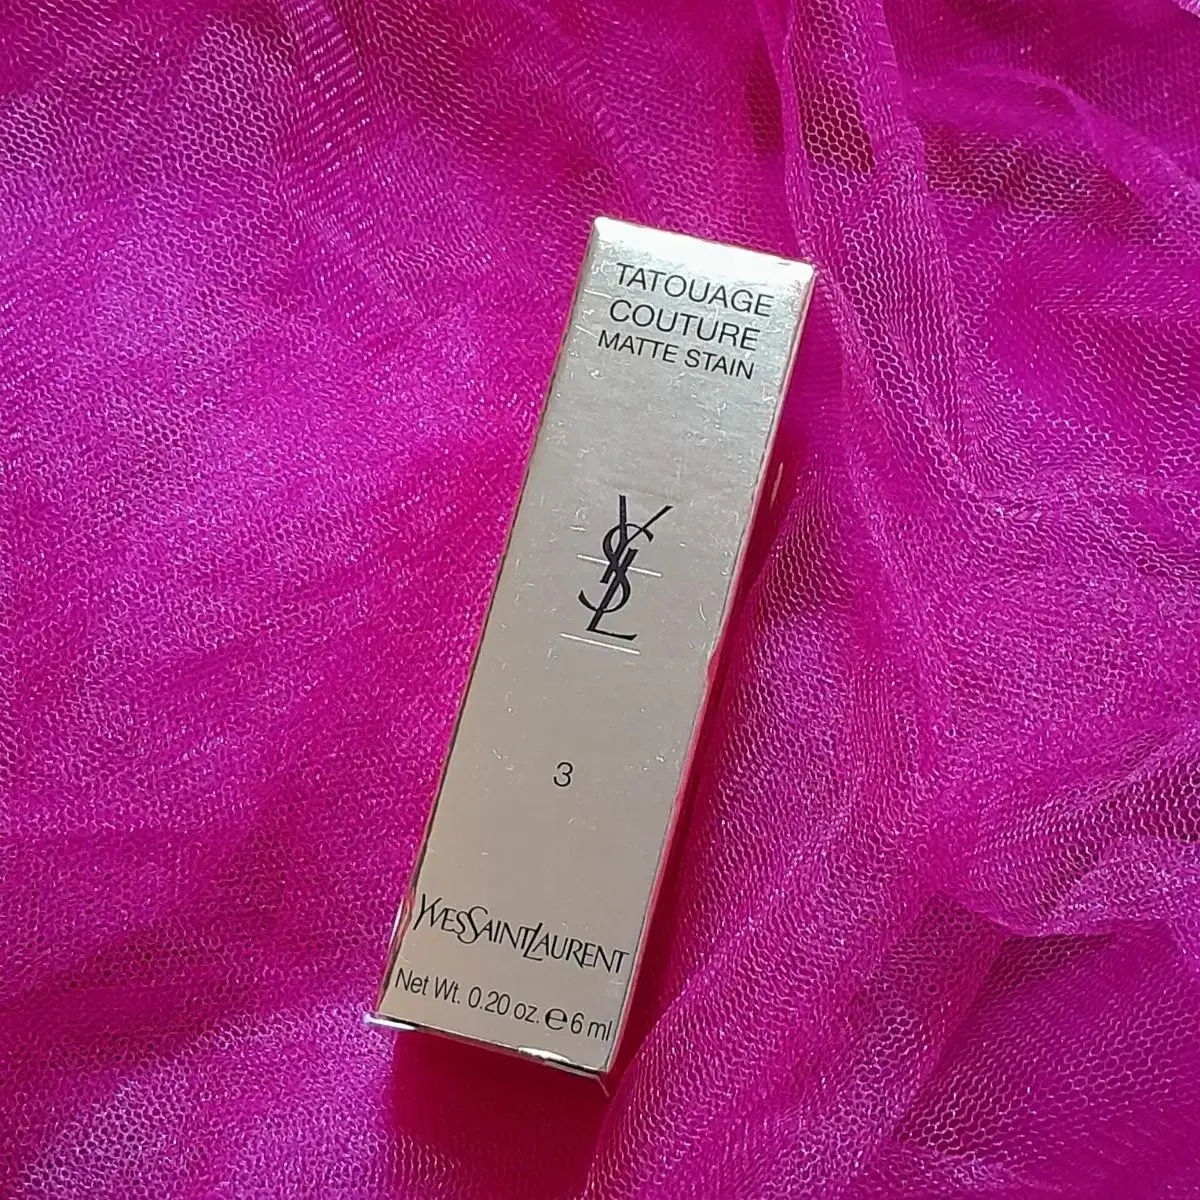 TATOUAGE
COUTURE
MATTE STAIN
YSL
3
YVESSAINTLAURENT
Net Wt. 0.20 oz. ℮ 6 ml